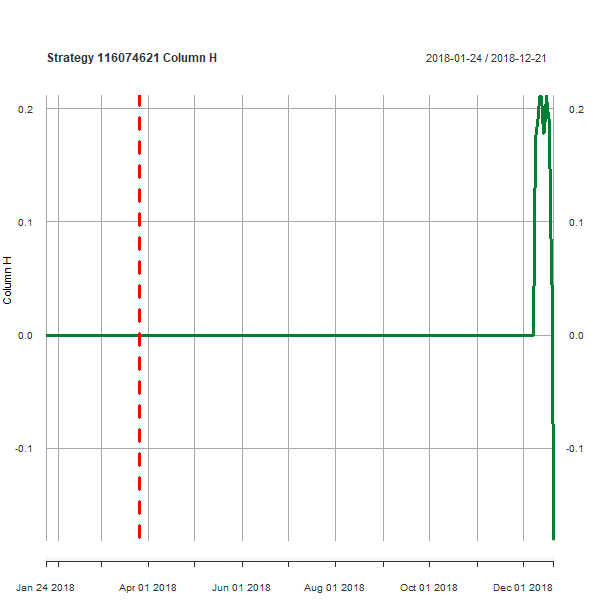 Strategy 116074621 Column H
2018-01-24 / 2018-12-21
0.2
0.2
0.1
0.1
Column H
0.0
0.0
-0.1
-0.1
Jan 24 2018
Apr 01 2018
Jun 01 2018
Aug 01 2018
Oct 01 2018
Dec 01 2018